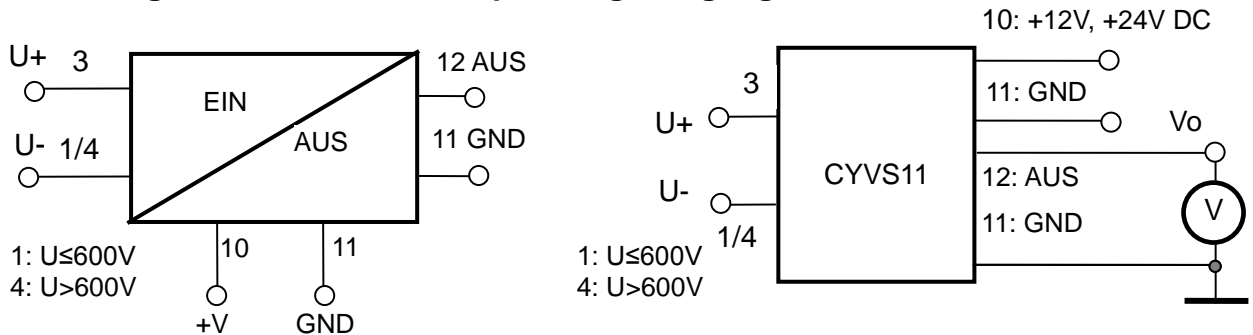 U+ 3
EIN
AUS
12 AUS
U- 1/4
11 GND
1: U≤600V
4: U>600V
10
11
+V
GND
10: +12V, +24V DC
3
U+
11: GND
Vo
CYVS11
12: AUS
U-
V
1/4
11: GND
1: U≤600V
4: U>600V